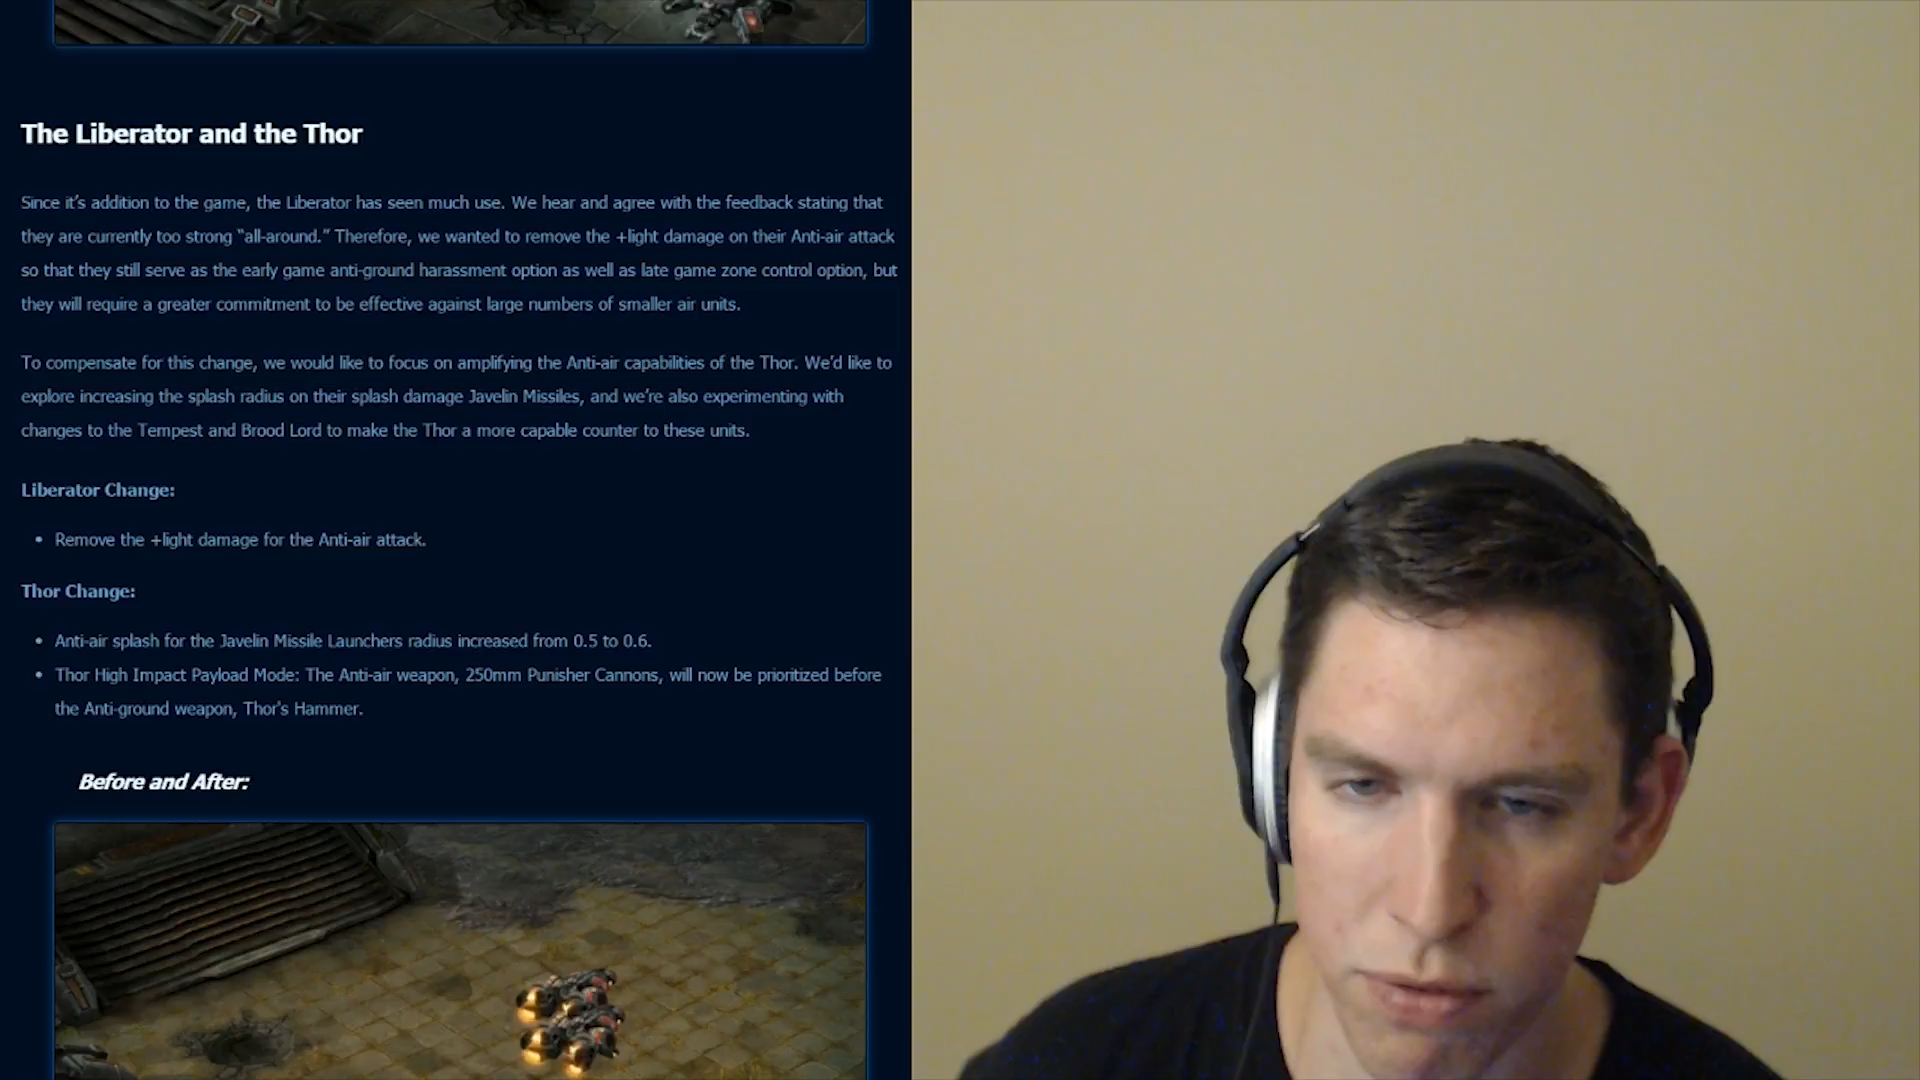 The Liberator and the Thor
Since it’s addition to the game, the Liberator has seen much use. We hear and agree with the feedback stating that
they are currently too strong “all-around.” Therefore, we wanted to remove the +light damage on their Anti-air attack
so that they still serve as the early game anti-ground harassment option as well as late game zone control option, but
they will require a greater commitment to be effective against large numbers of smaller air units.
To compensate for this change, we would like to focus on amplifying the Anti-air capabilities of the Thor. We’d like to
explore increasing the splash radius on their splash damage Javelin Missiles, and we’re also experimenting with
changes to the Tempest and Brood Lord to make the Thor a more capable counter to these units.
Liberator Change:
• Remove the +light damage for the Anti-air attack.
Thor Change:
• Anti-air splash for the Javelin Missile Launchers radius increased from 0.5 to 0.6.
• Thor High Impact Payload Mode: The Anti-air weapon, 250mm Punisher Cannons, will now be prioritized before
the Anti-ground weapon, Thor's Hammer.
Before and After: